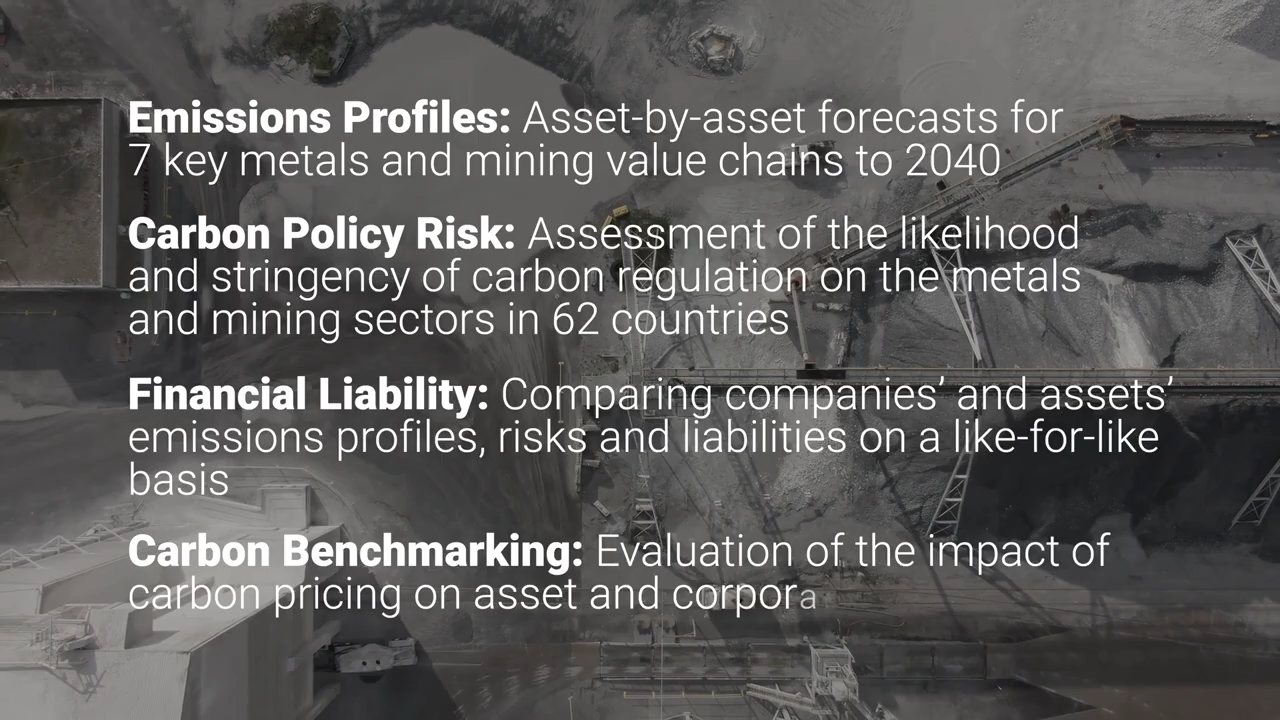 Emissions Profiles: Asset-by-asset forecasts for
7 key metals and mining value chains to 2040
Carbon Policy Risk: Assessment of the likelihood
and stringency of carbon regulation on the metals
and mining sectors in 62 countries
Financial Liability: Comparing companies’ and assets’
emissions profiles, risks and liabilities on a like-for-like
basis
Carbon Benchmarking: Evaluation of the impact of
carbon pricing on asset and corpora